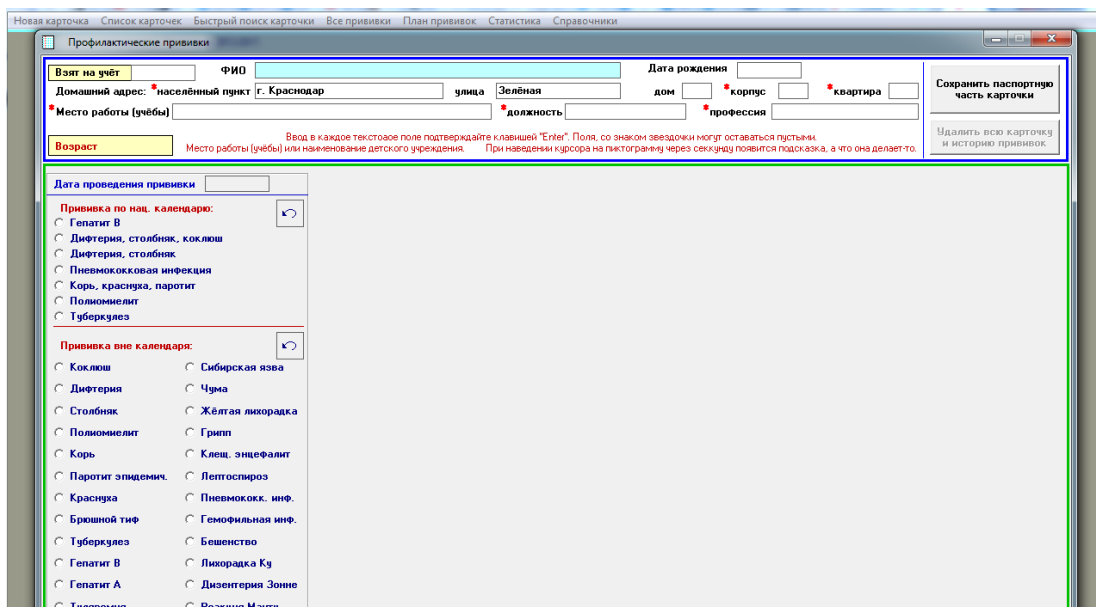 Новая карточка Список карточек Быстрый поиск карточки Все прививки План прививок Статистика Справочники
Профилактические прививки
Взят на учёт ФИО Дата рождения
Домашний адрес: *населённый пункт г. Краснодар улица Зелёная дом *корпус *квартира
*Место работы (учёбы) *должность *профессия
Сохранить паспортную часть карточки
Ввод в каждое текстоаое поле подтверждайте клавишей "Enter". Поля, со знаком звездочки могут оставаться пустыми.
Возраст Место работы (учёбы) или наименование детского учреждения. При наведении курсора на пиктограмму через секкунду появится подсказка, а что она делает-то.
Удалить всю карточку и историю прививок
Дата проведения прививки
Прививка по нац. календарю:
Гепатит В
Дифтерия, столбняк, коклюш
Дифтерия, столбняк
Пневмококковая инфекция
Корь, краснуха, паротит
Полиомиелит
Туберкулез
Прививка вне календаря:
Коклюш Сибирская язва
Дифтерия Чума
Столбняк Жёлтая лихорадка
Полиомиелит Грипп
Корь Клещ. энцефалит
Паротит эпидемич. Лептоспироз
Краснуха Пневмококк. инф.
Брюшной тиф Гемофильная инф.
Туберкулез Бешенство
Гепатит В Лихорадка Ку
Гепатит А Дизентерия Зонне